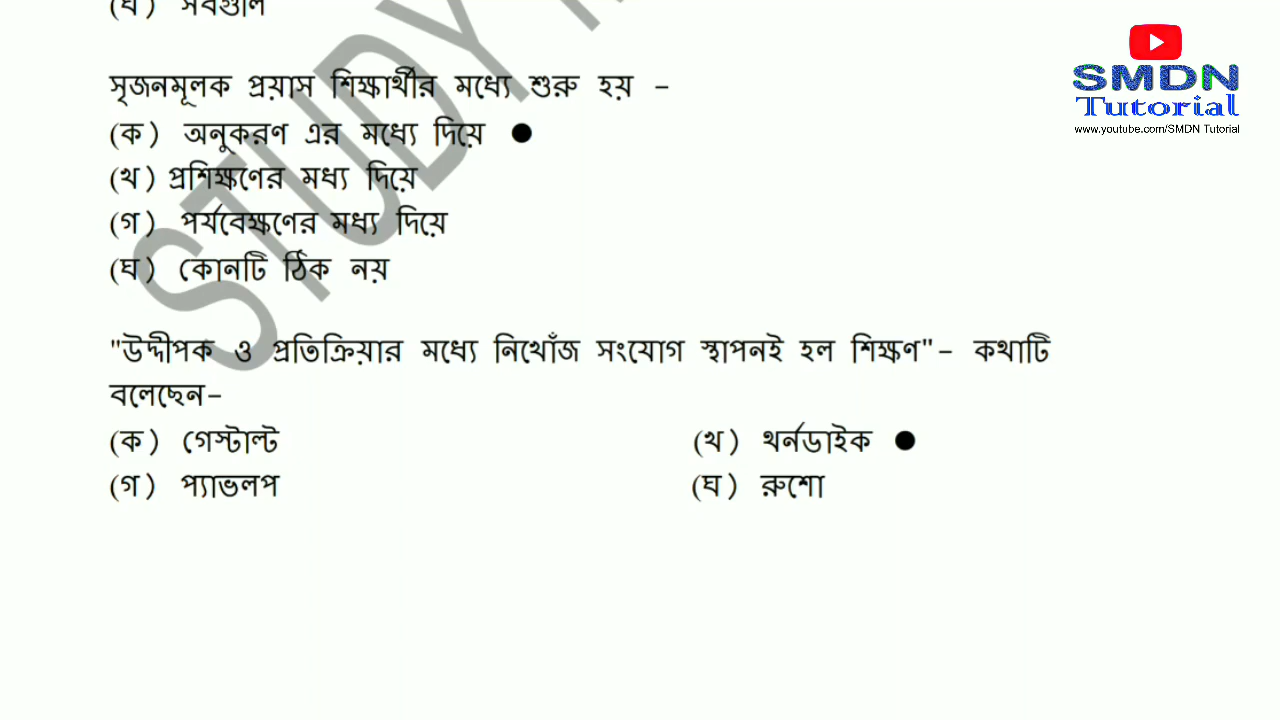 (ঘ) সবগুলি
সৃজনমূলক প্রয়াস শিক্ষার্থীর মধ্যে শুরু হয় -
(ক) অনুকরণ এর মধ্যে দিয়ে ●
(খ) প্রশিক্ষণের মধ্য দিয়ে
(গ) পর্যবেক্ষণের মধ্য দিয়ে
(ঘ) কোনটি ঠিক নয়
"উদ্দীপক ও প্রতিক্রিয়ার মধ্যে নিখোঁজ সংযোগ স্থাপনই হল শিক্ষণ"- কথাটি
বলেছেন-
(ক) গেস্টাল্ট (খ) থর্নডাইক ●
(গ) প্যাভলপ (ঘ) রুশো
SMDN
Tutorial
www.youtube.com/SMDN Tutorial
STUDY